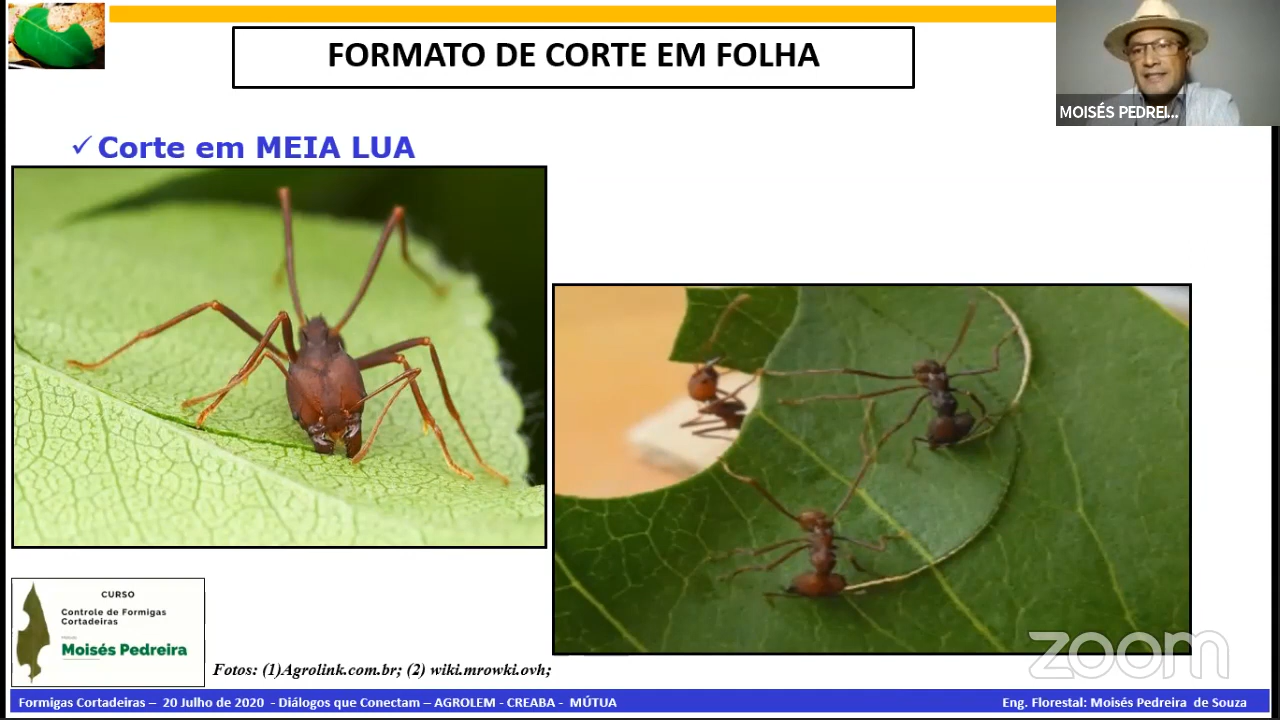 FORMATO DE CORTE EM FOLHA
MOISÉS PEDREI...
✓ Corte em MEIA LUA
CURSO
Controle de Formigas
Cortadeiras
Moisés Pedreira
Fotos: (1)Agrolink.com.br; (2) wiki.mrowki.ovh;
zoom
Formigas Cortadeiras – 20 Julho de 2020 - Diálogos que Conectam – AGROLEM - CREABA - MÚTUA
Eng. Florestal: Moisés Pedreira de Souza